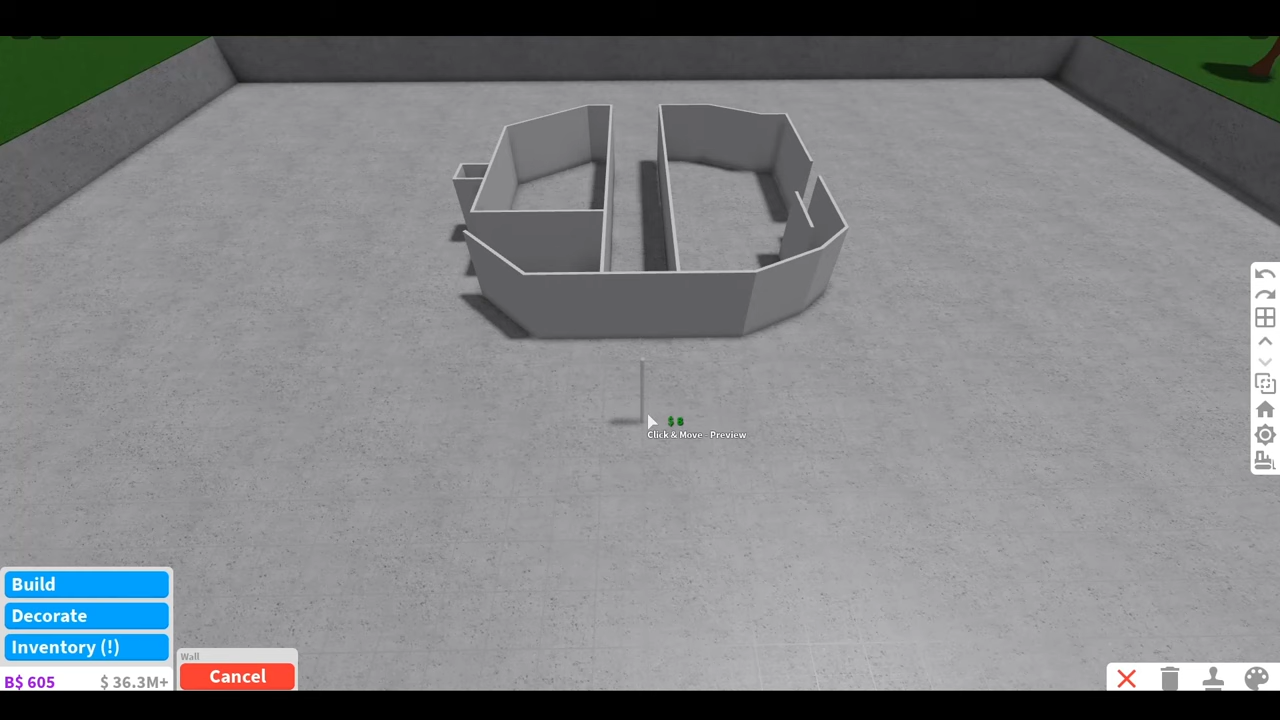 $ 8
Click & Move - Preview
Build
Decorate
Inventory (!)
Wall
B$ 605 $ 36.3M+
Cancel